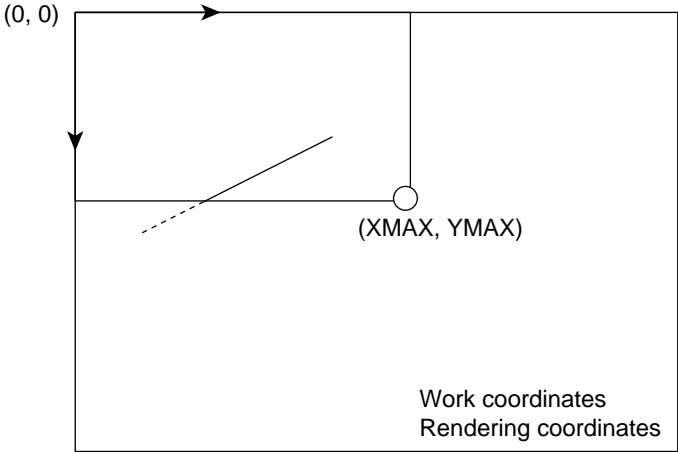 (0, 0)
(XMAX, YMAX)
Work coordinates
Rendering coordinates